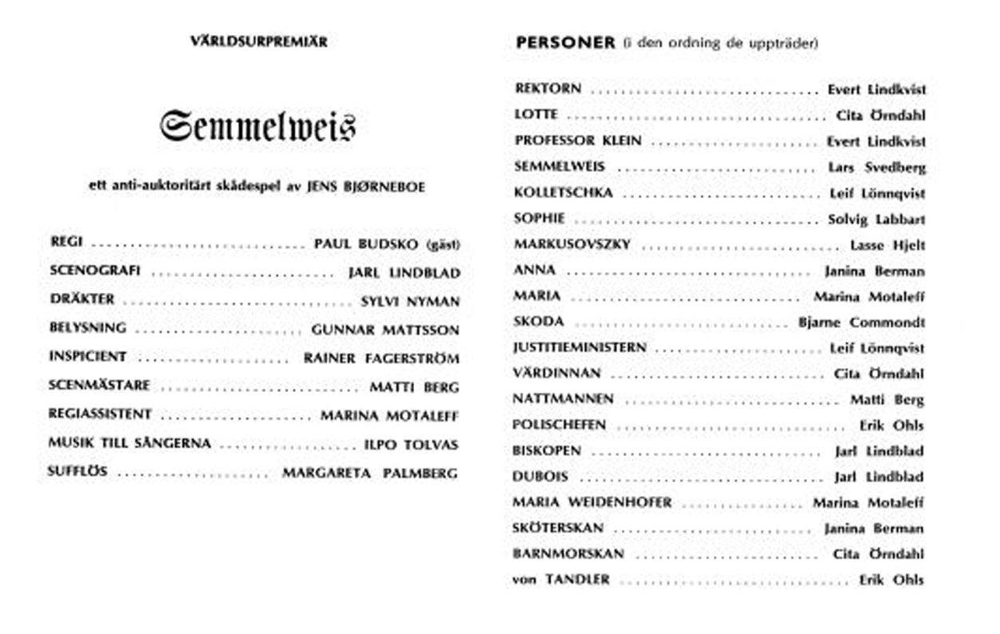 VÄRLDSURPREMIÄR
Semmelweis
ett anti-auktoritärt skådespel av JENS BJØRNEBOE
REGI .......................... PAUL BUDSKO (gäst)
SCENOGRAFI ...................... JARL LINDBLAD
DRÄKTER ........................... SYLVI NYMAN
BELYSNING .................... GUNNAR MATTSSON
INSPICIENT .................. RAINER FAGERSTRÖM
SCENMÄSTARE ........................ MATTI BERG
REGIASSISTENT .................. MARINA MOTALEFF
MUSIK TILL SÅNGERNA ................ ILPO TOLVAS
SUFFLÖS .................... MARGARETA PALMBERG
PERSONER (i den ordning de uppträder)
REKTORN ........................... Evert Lindkvist
LOTTE .............................. Cita Örndahl
PROFESSOR KLEIN .................... Evert Lindkvist
SEMMELWEIS ........................ Lars Svedberg
KOLLETSCHKA ....................... Leif Lönnqvist
SOPHIE ............................ Solvig Labbart
MARKUSOVSZKY ........................ Lasse Hjelt
ANNA .............................. Janina Berman
MARIA ........................... Marina Motaleff
SKODA ......................... Bjarne Commondt
JUSTITIEMINISTERN ................... Leif Lönnqvist
VÄRDINNAN ......................... Cita Örndahl
NATTMANNEN ......................... Matti Berg
POLISCHEFEN .......................... Erik Ohls
BISKOPEN .......................... Jarl Lindblad
DUBOIS ............................ Jarl Lindblad
MARIA WEIDENHOFER .............. Marina Motaleff
SKÖTERSKAN ....................... Janina Berman
BARNMORSKAN ...................... Cita Örndahl
von TANDLER .......................... Erik Ohls